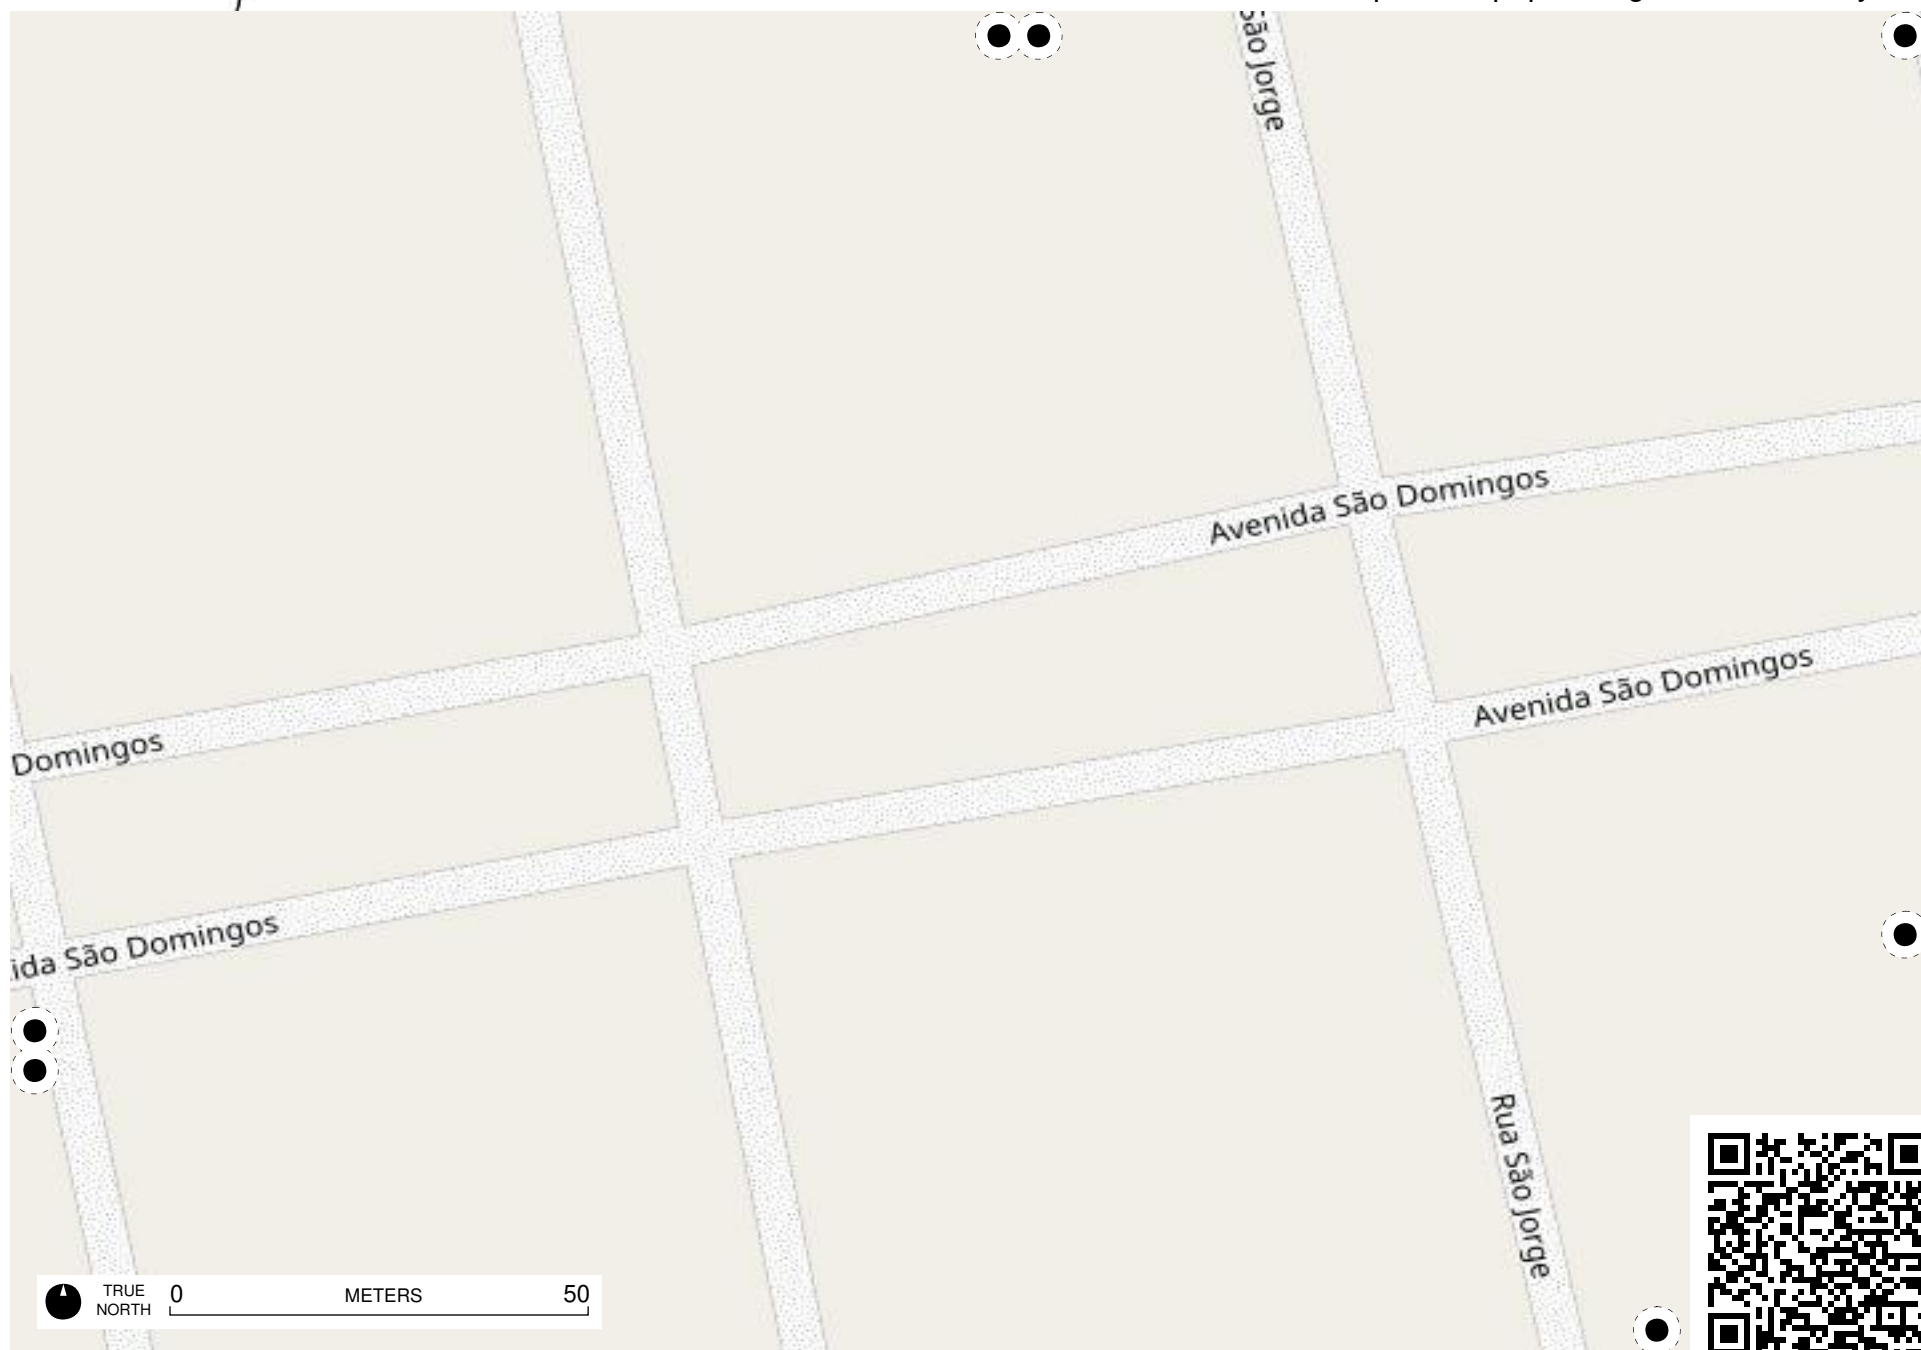 São Jorge
Avenida São Domingos
Avenida São Domingos
Domingos
ida São Domingos
Rua São Jorge
TRUE
NORTH
0 METERS 50